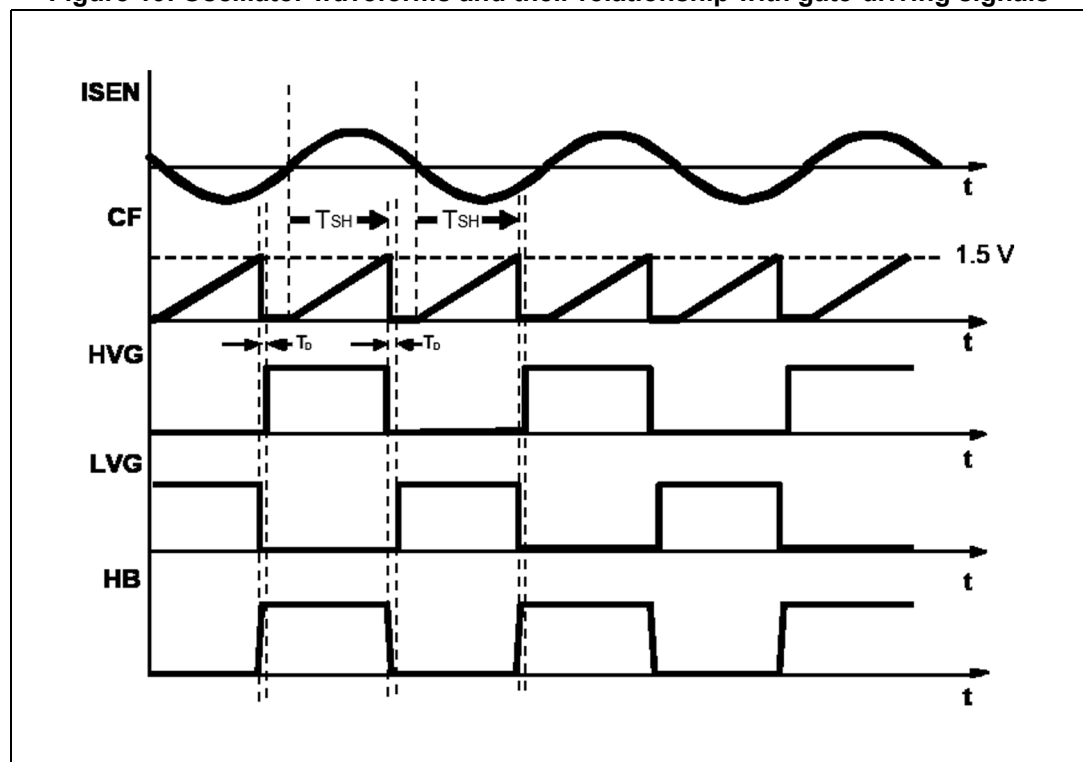 Figure 10. Oscillator waveforms and their relationship with gate-driving signals
ISEN
t
CF
TSH
TSH
1.5 V
t
TD
TD
HVG
t
LVG
t
HB
t